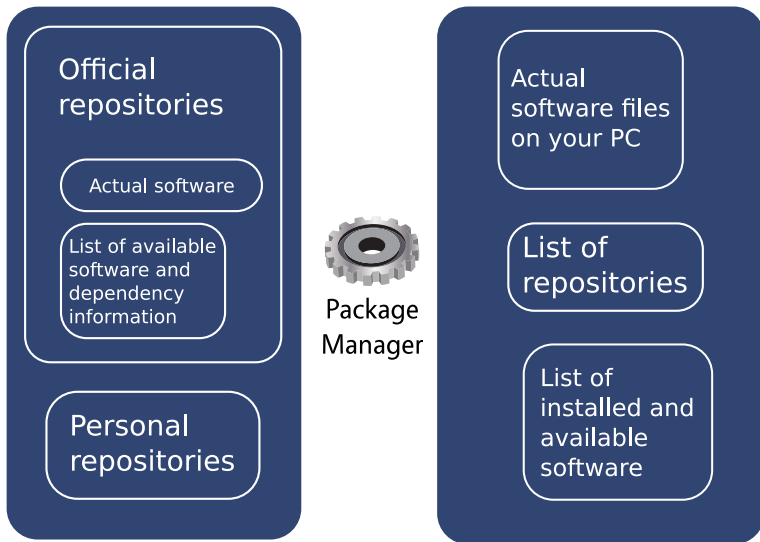 Official
repositories
Actual software
List of available
software and
dependency
information
Personal
repositories
Package
Manager
Actual
software files
on your PC
List of
repositories
List of
installed and
available
software